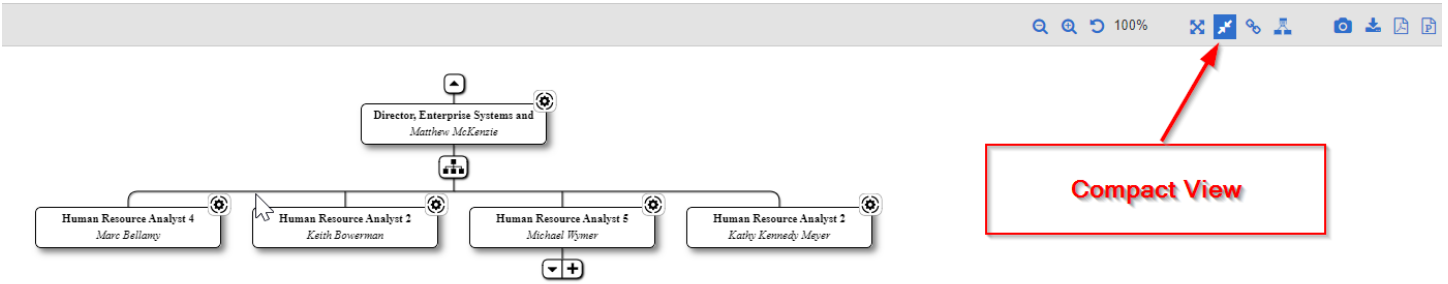 100%
Director, Enterprise Systems and
Matthew McKenzie
Human Resource Analyst 4
Marc Bellamy
Human Resource Analyst 2
Keith Bowerman
Human Resource Analyst 5
Michael Wymer
Human Resource Analyst 2
Kathy Kennedy Meyer
Compact View